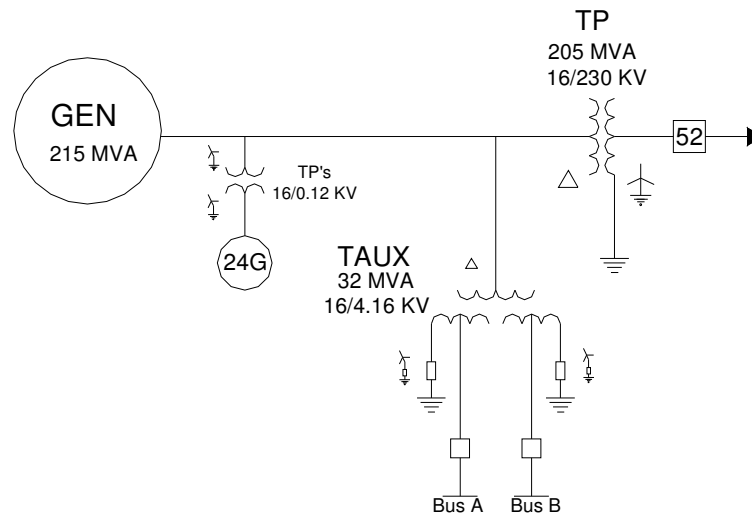 TP
205 MVA
16/230 KV
GEN
215 MVA
52
TP's
16/0.12 KV
24G
TAUX
32 MVA
16/4.16 KV
Bus A
Bus B